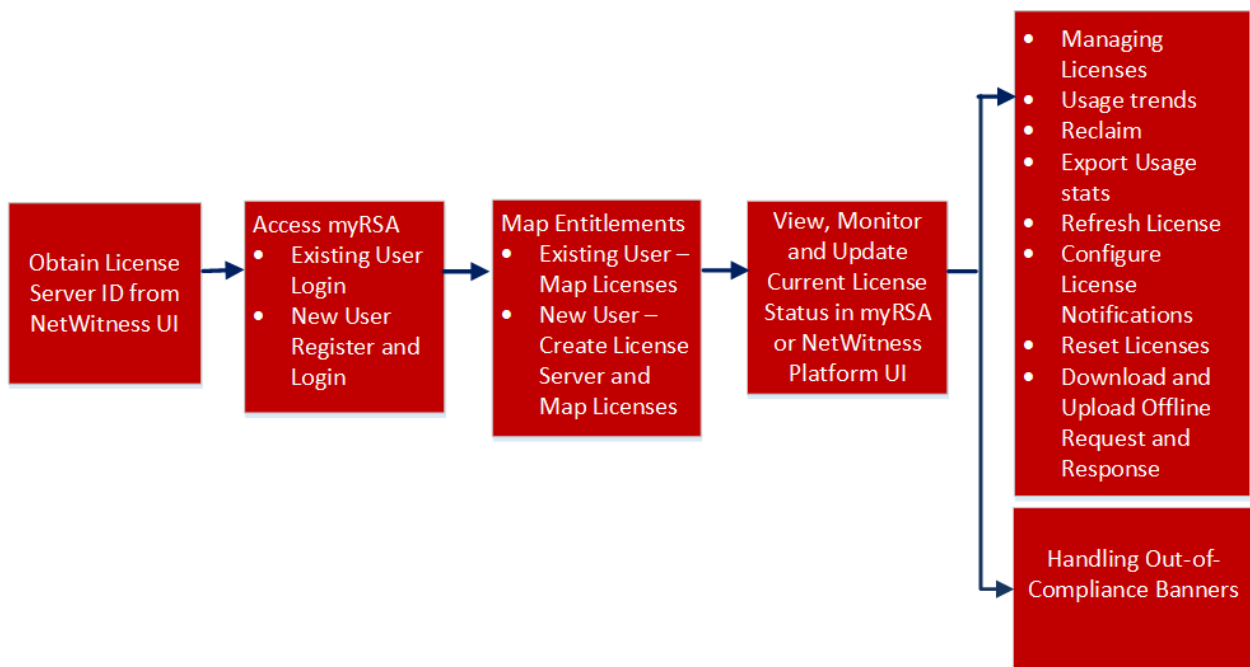 Obtain License
Server ID from
NetWitness UI
Access myRSA
• Existing User
Login
• New User
Register and
Login
Map Entitlements
• Existing User –
Map Licenses
• New User –
Create License
Server and
Map Licenses
View, Monitor
and Update
Current License
Status in myRSA
or NetWitness
Platform UI
• Managing
Licenses
• Usage trends
• Reclaim
• Export Usage
stats
• Refresh License
• Configure
License
Notifications
• Reset Licenses
• Download and
Upload Offline
Request and
Response
Handling Out-of-
Compliance Banners